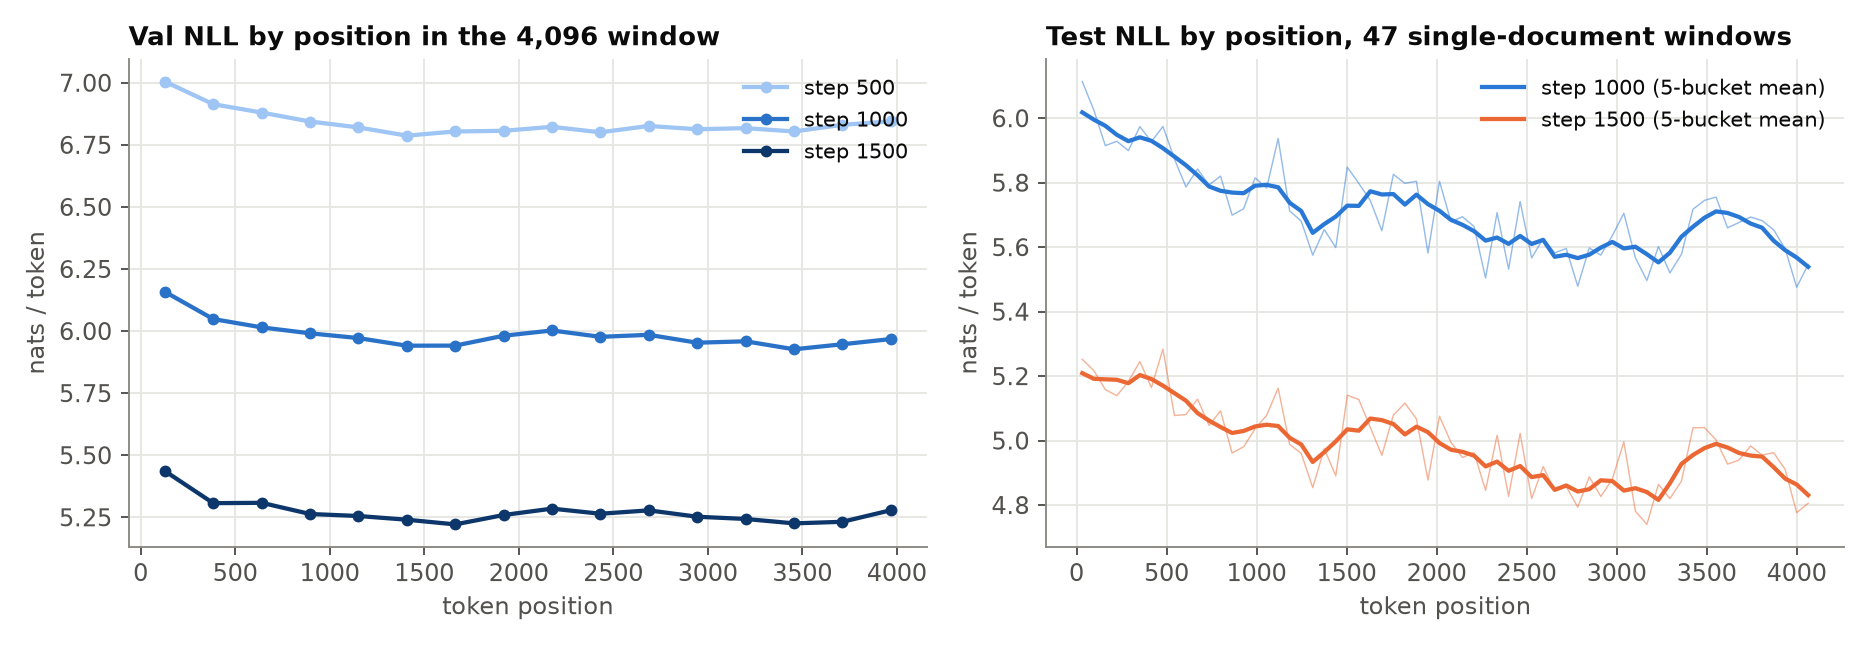 Val NLL by position in the 4,096 window
7.00
6.75
6.50
6.25
6.00
5.75
5.50
5.25
nats / token
0 500 1000 1500 2000 2500 3000 3500 4000
token position
step 500
step 1000
step 1500
Test NLL by position, 47 single-document windows
6.0
5.8
5.6
5.4
5.2
5.0
4.8
nats / token
0 500 1000 1500 2000 2500 3000 3500 4000
token position
step 1000 (5-bucket mean)
step 1500 (5-bucket mean)